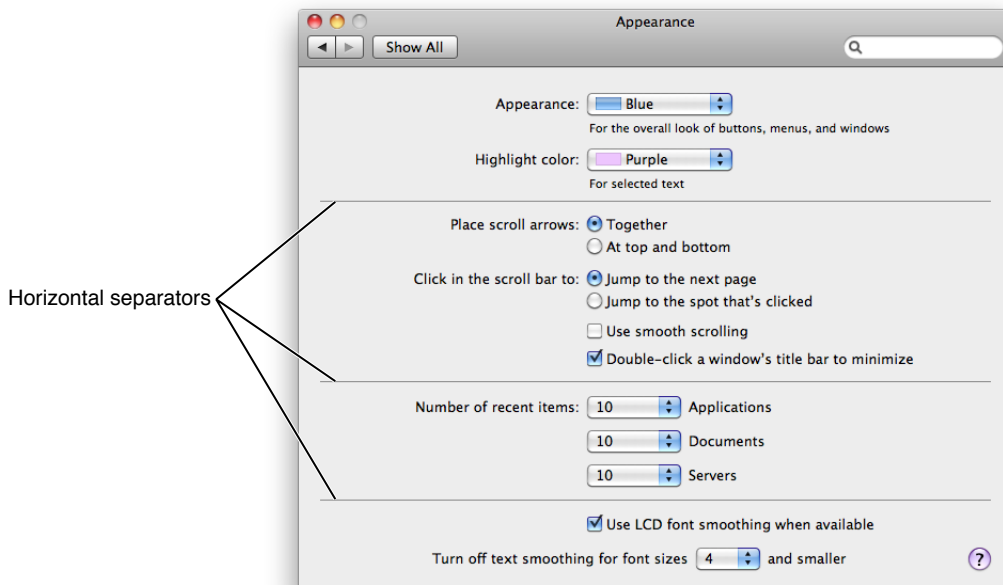 Appearance
Show All
Appearance: Blue
For the overall look of buttons, menus, and windows
Highlight color: Purple
For selected text
Place scroll arrows: Together
At top and bottom
Click in the scroll bar to: Jump to the next page
Horizontal separators
Jump to the spot that's clicked
Use smooth scrolling
Double-click a window's title bar to minimize
Number of recent items: 10 Applications
10 Documents
10 Servers
Use LCD font smoothing when available
Turn off text smoothing for font sizes 4 and smaller ?